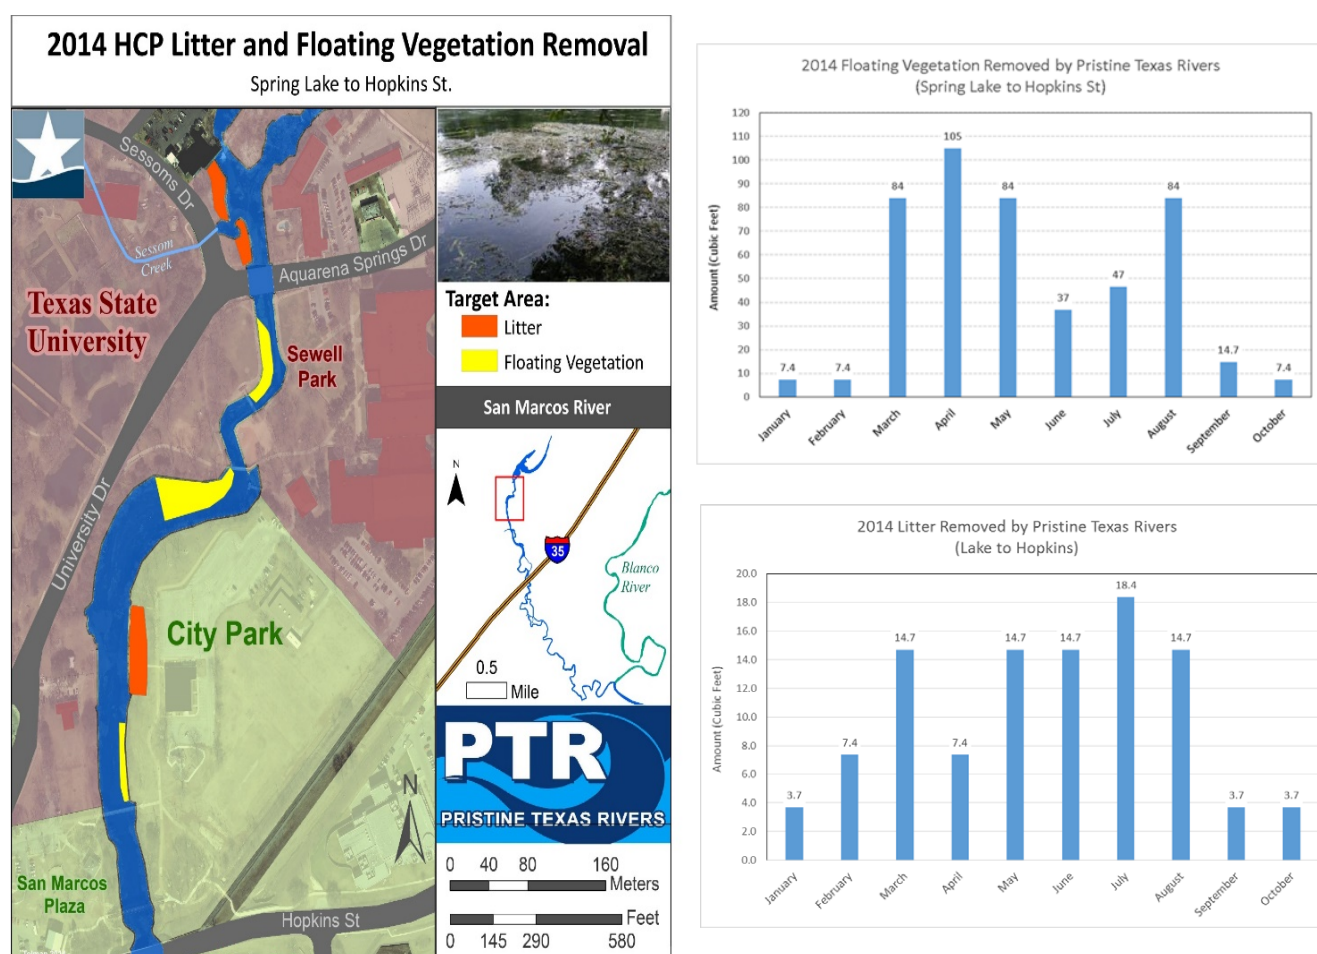 2014 HCP Litter and Floating Vegetation Removal
Spring Lake to Hopkins St.
Sessoms Dr
Sessom
Creek
Aquarena Springs Dr
Texas State
University
Sewell
Park
University Dr
City Park
N
San Marcos
Plaza
Hopkins St
Target Area:
Litter
Floating Vegetation
San Marcos River
N
35
Blanco
River
0.5
Mile
PTR
PRISTINE TEXAS RIVERS
0 40 80 160
Meters
Feet
0 145 290 580
2014 Floating Vegetation Removed by Pristine Texas Rivers
(Spring Lake to Hopkins St)
Amount (Cubic Feet)
120
110
100
90
80
70
60
50
40
30
20
10
0
7.4 7.4 84 105 84 37 47 84 14.7 7.4
January February March April May June July August September October
2014 Litter Removed by Pristine Texas Rivers
(Lake to Hopkins)
Amount (Cubic Feet)
20.0
18.0
16.0
14.0
12.0
10.0
8.0
6.0
4.0
2.0
0.0
3.7 7.4 14.7 7.4 14.7 14.7 18.4 14.7 3.7 3.7
January February March April May June July August September October